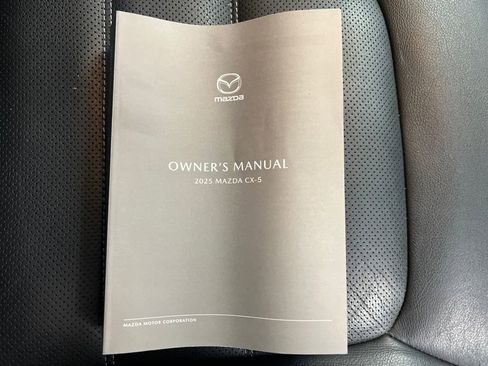 mazda
OWNER'S MANUAL
2025 MAZDA CX-5
MAZDA MOTOR CORPORATION